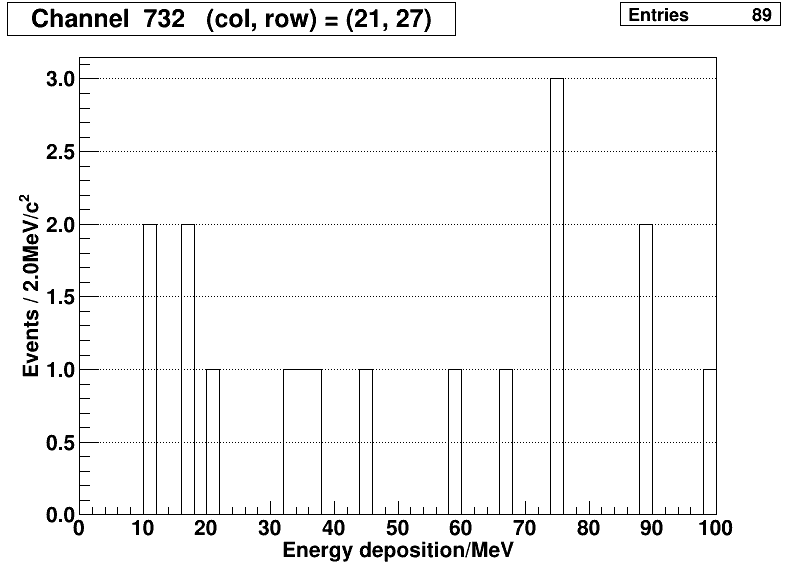 Channel 732 (col, row) = (21, 27)
Entries 89
Events / 2.0MeV/c²
3.0
2.5
2.0
1.5
1.0
0.5
0.0
0 10 20 30 40 50 60 70 80 90 100
Energy deposition/MeV